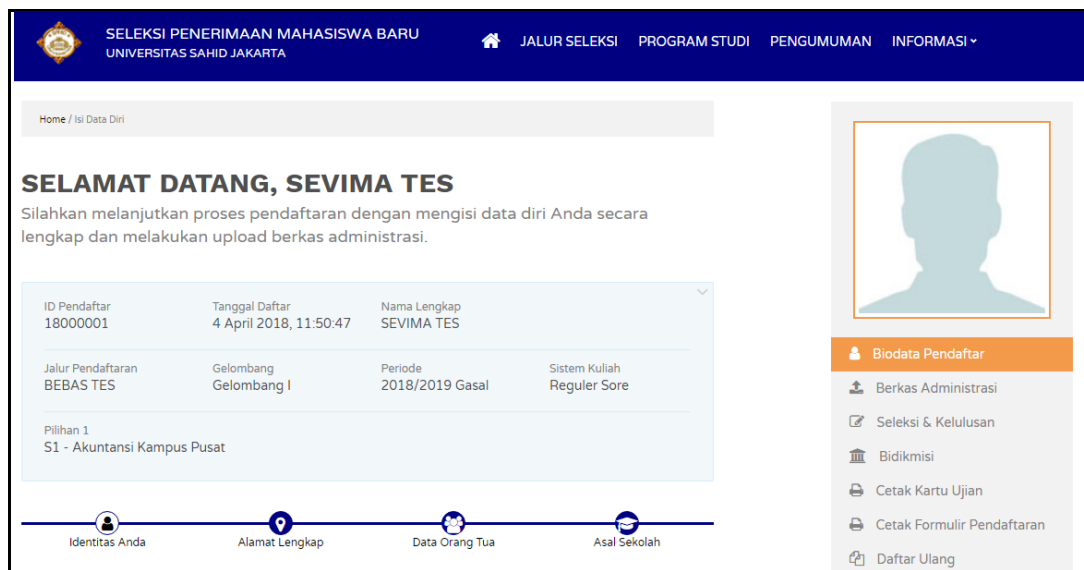 SELEKSI PENERIMAAN MAHASISWA BARU
UNIVERSITAS SAHID JAKARTA
JALUR SELEKSI PROGRAM STUDI PENGUMUMAN INFORMASI
Home / Isi Data Diri
SELAMAT DATANG, SEVIMA TES
Silahkan melanjutkan proses pendaftaran dengan mengisi data diri Anda secara
lengkap dan melakukan upload berkas administrasi.
ID Pendaftar Tanggal Daftar Nama Lengkap
18000001 4 April 2018, 11:50:47 SEVIMA TES
Jalur Pendaftaran Gelombang Periode Sistem Kuliah
BEBAS TES Gelombang I 2018/2019 Gasal Reguler Sore
Pilihan 1
S1 - Akuntansi Kampus Pusat
Identitas Anda Alamat Lengkap Data Orang Tua Asal Sekolah
Biodata Pendaftar
Berkas Administrasi
Seleksi & Kelulusan
Bidikmisi
Cetak Kartu Ujian
Cetak Formulir Pendaftaran
Daftar Ulang